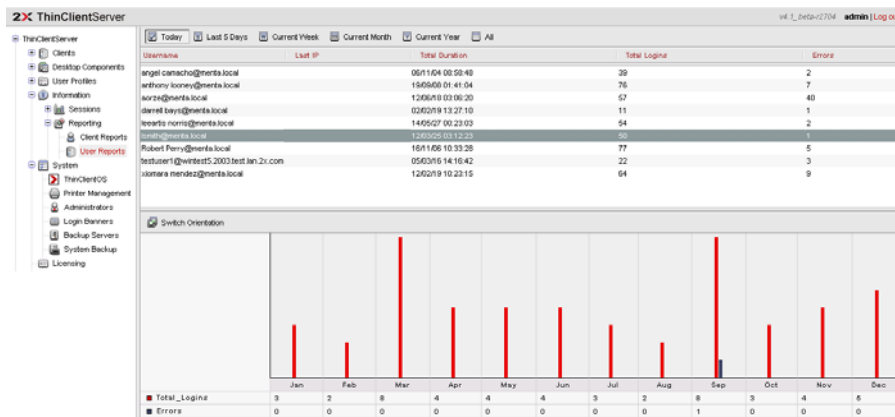 2X ThinClientServer
v4.1_beta-r2704 admin | Log ou
ThinClientServer
Clients
Desktop Components
User Profiles
Information
Sessions
Reporting
Client Reports
User Reports
System
ThinClientOS
Printer Management
Administrators
Login Banners
Backup Servers
System Backup
Licensing
Today Last 5 Days Current Week Current Month Current Year All
Username Last IP Total Duration Total Logins Errors
angel camacho@menta.local 06/11/04 08:58:48 39 2
anthony looney@menta.local 19/09/08 01:41:04 76 7
aorze@menta.local 12/06/18 03:06:20 57 40
darrell bays@menta.local 02/02/19 13:27:10 11 1
leeartis norris@menta.local 14/05/27 00:23:03 54 2
12/03/25 03:12:23 50 1
Robert Perry@menta.local 16/11/06 10:33:28 77 5
testuser1@wintest5.2003.test.lan.2x.com 05/03/16 14:16:42 22 3
xiomara mendez@menta.local 12/02/19 10:23:15 64 9
Switch Orientation
Jan Feb Mar Apr May Jun Jul Aug Sep Oct Nov Dec
Total_Logins 3 2 8 4 4 4 3 2 8 3 4 5
Errors 0 0 0 0 0 0 0 0 1 0 0 0